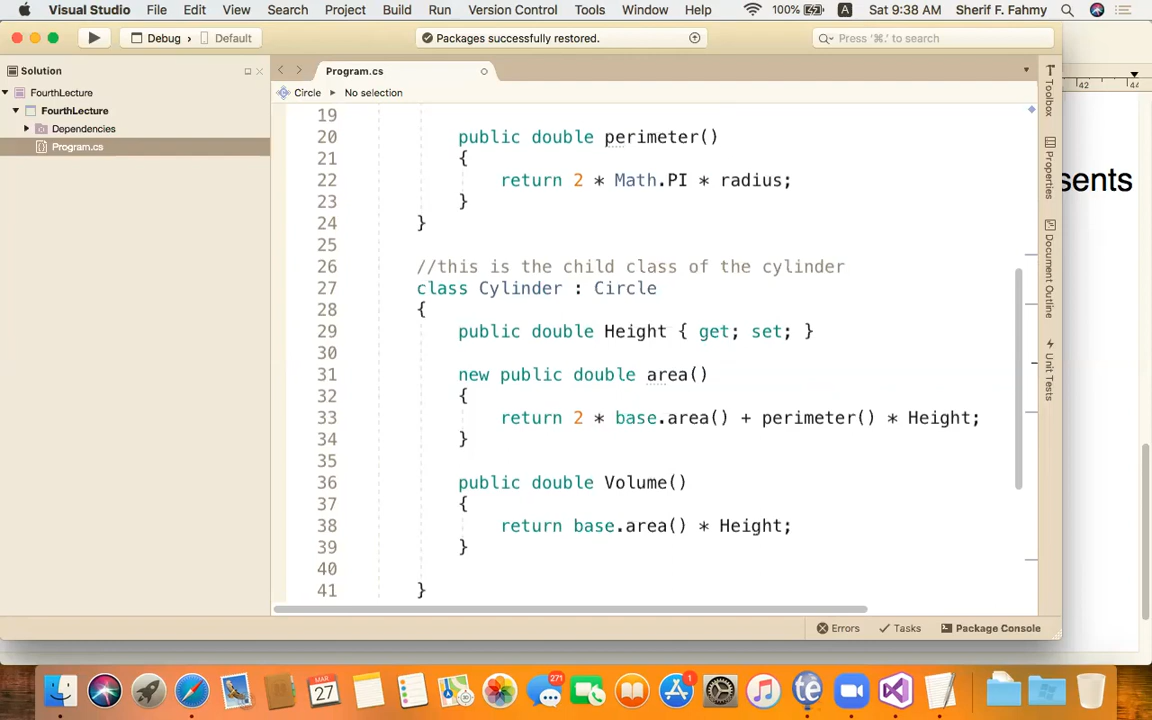 Visual Studio File Edit View Search Project Build Run Version Control Tools Window Help 100% A Sat 9:38 AM Sherif F. Fahmy
Debug Default Packages successfully restored. Press '⌘.' to search
Solution
FourthLecture
FourthLecture
Dependencies
Program.cs
Program.cs
Circle No selection
19
20 public double perimeter()
21 {
22 return 2 * Math.PI * radius;
23 }
24 }
25
26 //this is the child class of the cylinder
27 class Cylinder : Circle
28 {
29 public double Height { get; set; }
30
31 new public double area()
32 {
33 return 2 * base.area() + perimeter() * Height;
34 }
35
36 public double Volume()
37 {
38 return base.area() * Height;
39 }
40
41 }
Toolbox
Properties
Document Outline
Unit Tests
Errors Tasks Package Console
42 44
sents
MAR
27
271
1